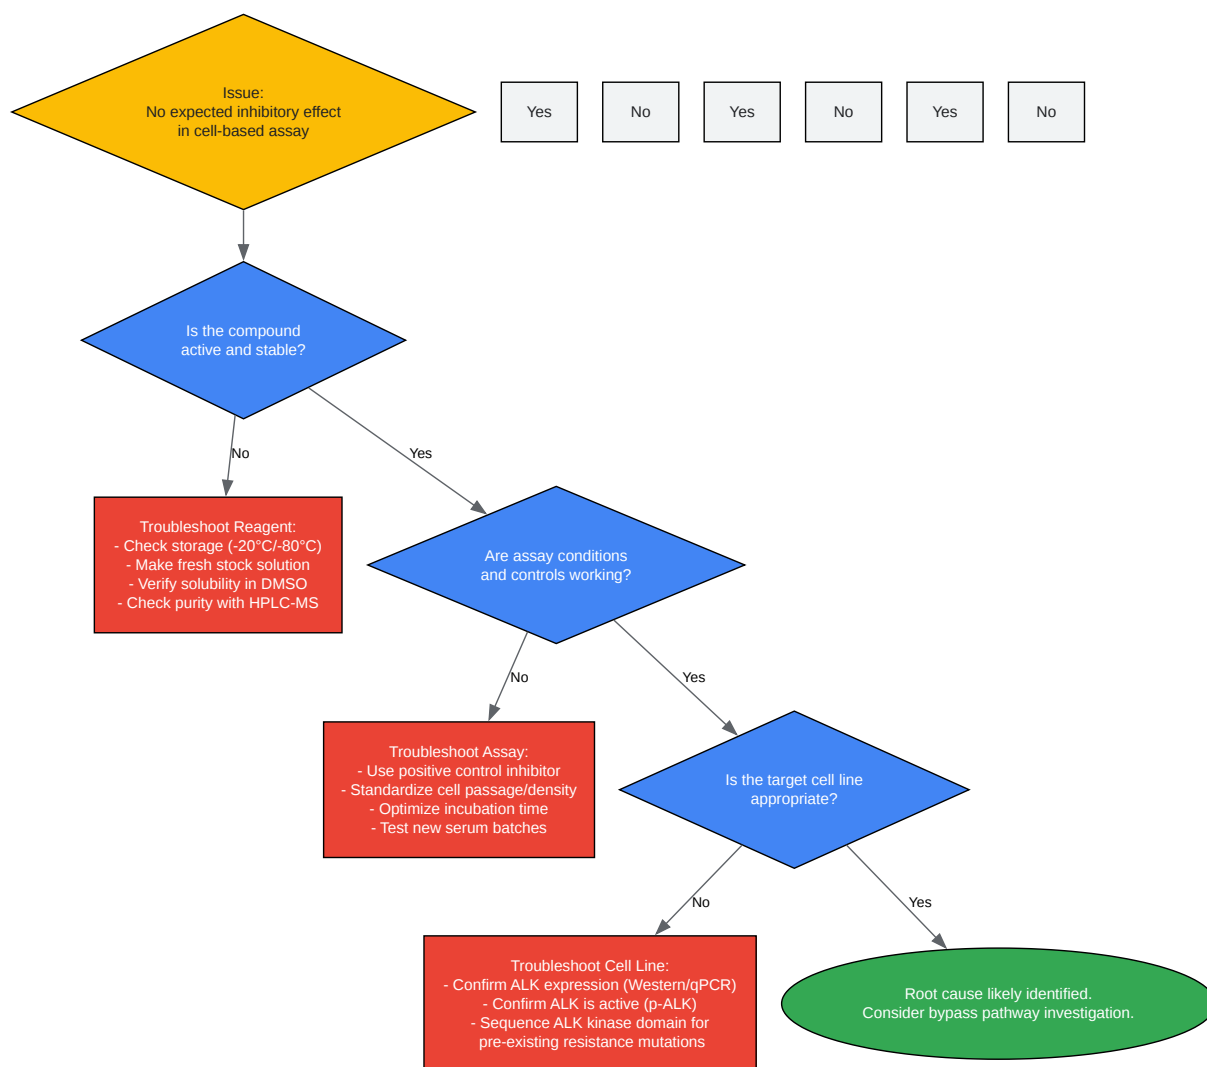 Issue:
No expected inhibitory effect
in cell-based assay
Yes
No
Yes
No
Yes
No
Is the compound
active and stable?
No
Yes
Troubleshoot Reagent:
- Check storage (-20°C/-80°C)
- Make fresh stock solution
- Verify solubility in DMSO
- Check purity with HPLC-MS
Are assay conditions
and controls working?
No
Yes
Troubleshoot Assay:
- Use positive control inhibitor
- Standardize cell passage/density
- Optimize incubation time
- Test new serum batches
Is the target cell line
appropriate?
No
Yes
Troubleshoot Cell Line:
- Confirm ALK expression (Western/qPCR)
- Confirm ALK is active (p-ALK)
- Sequence ALK kinase domain for
pre-existing resistance mutations
Root cause likely identified.
Consider bypass pathway investigation.